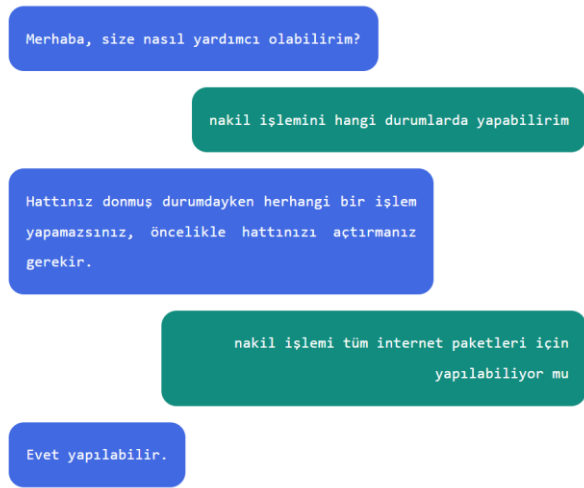 Merhaba, size nasıl yardımcı olabilirim?
nakil işlemini hangi durumlarda yapabilirim
Hattınız donmuş durumdayken herhangi bir işlem
yapamazsınız, öncelikle hattınızı açtırmanız
gerekir.
nakil işlemi tüm internet paketleri için
yapılabiliyor mu
Evet yapılabilir.